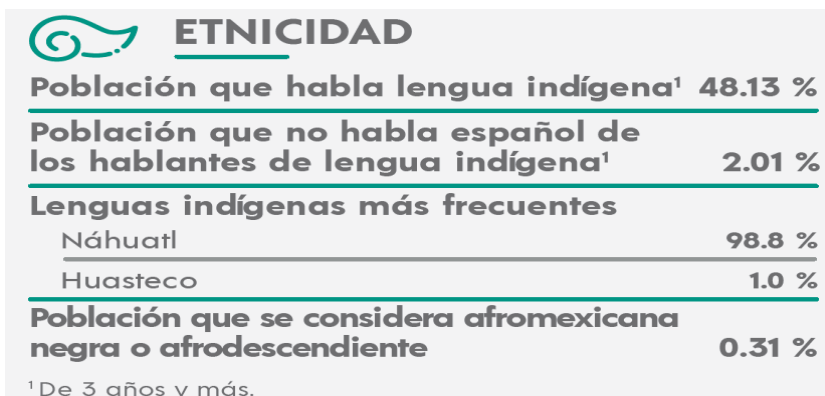 ETNICIDAD
Población que habla lengua indígena¹ 48.13 %
Población que no habla español de
los hablantes de lengua indígena¹ 2.01 %
Lenguas indígenas más frecuentes
Náhuatl 98.8 %
Huasteco 1.0 %
Población que se considera afromexicana
negra o afrodescendiente 0.31 %
¹ De 3 años y más.